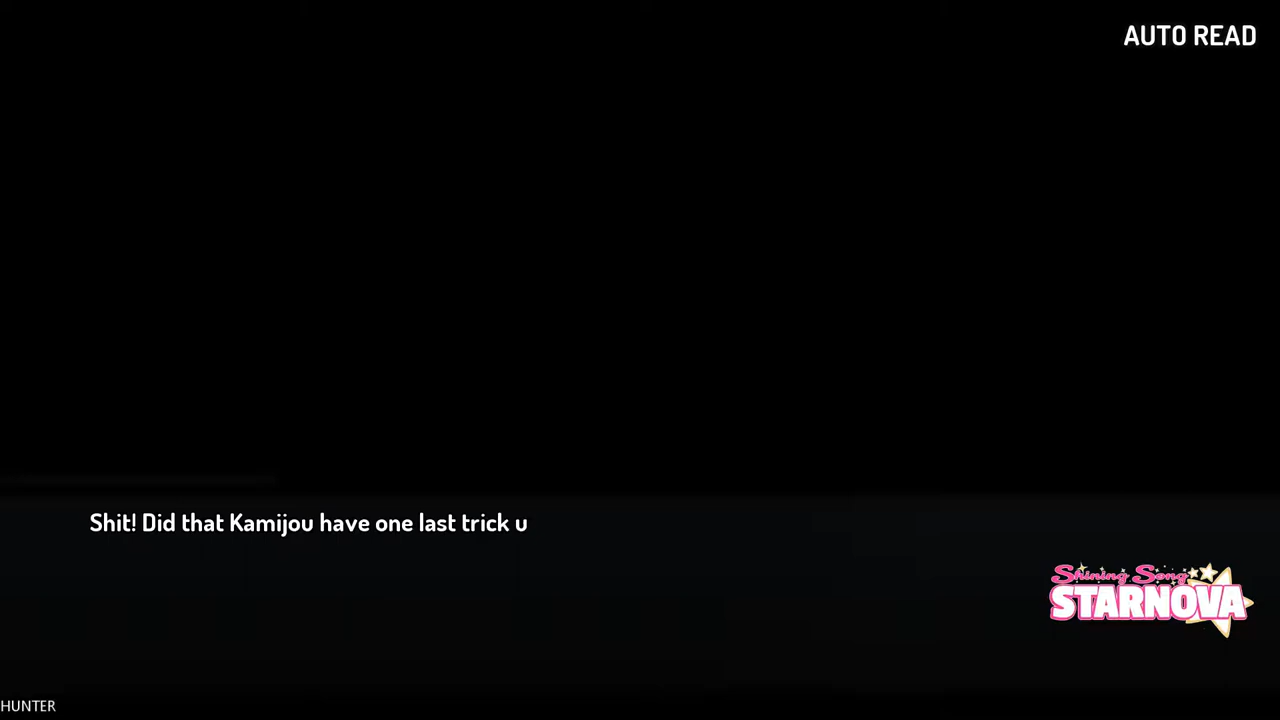 AUTO READ
Shit! Did that Kamijou have one last trick u
Shining Song
STARNOVA
HUNTER